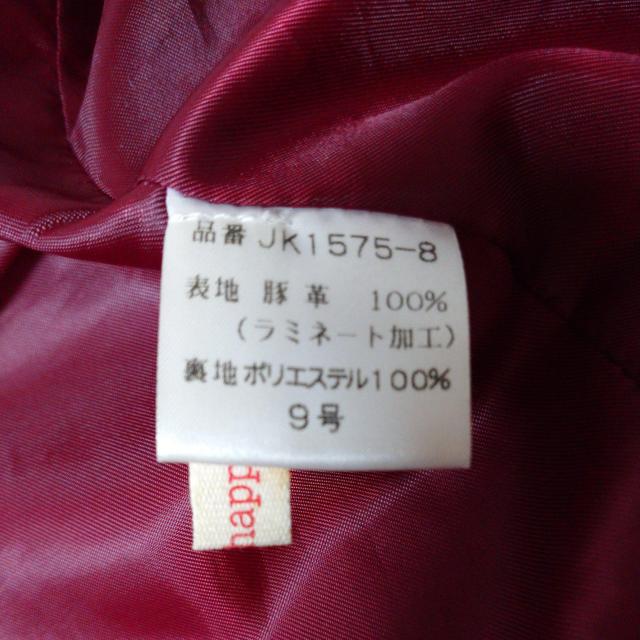 品番 JK1575-8
表地 豚革 100%
(ラミネート加工)
裏地 ポリエステル100%
9号
happ